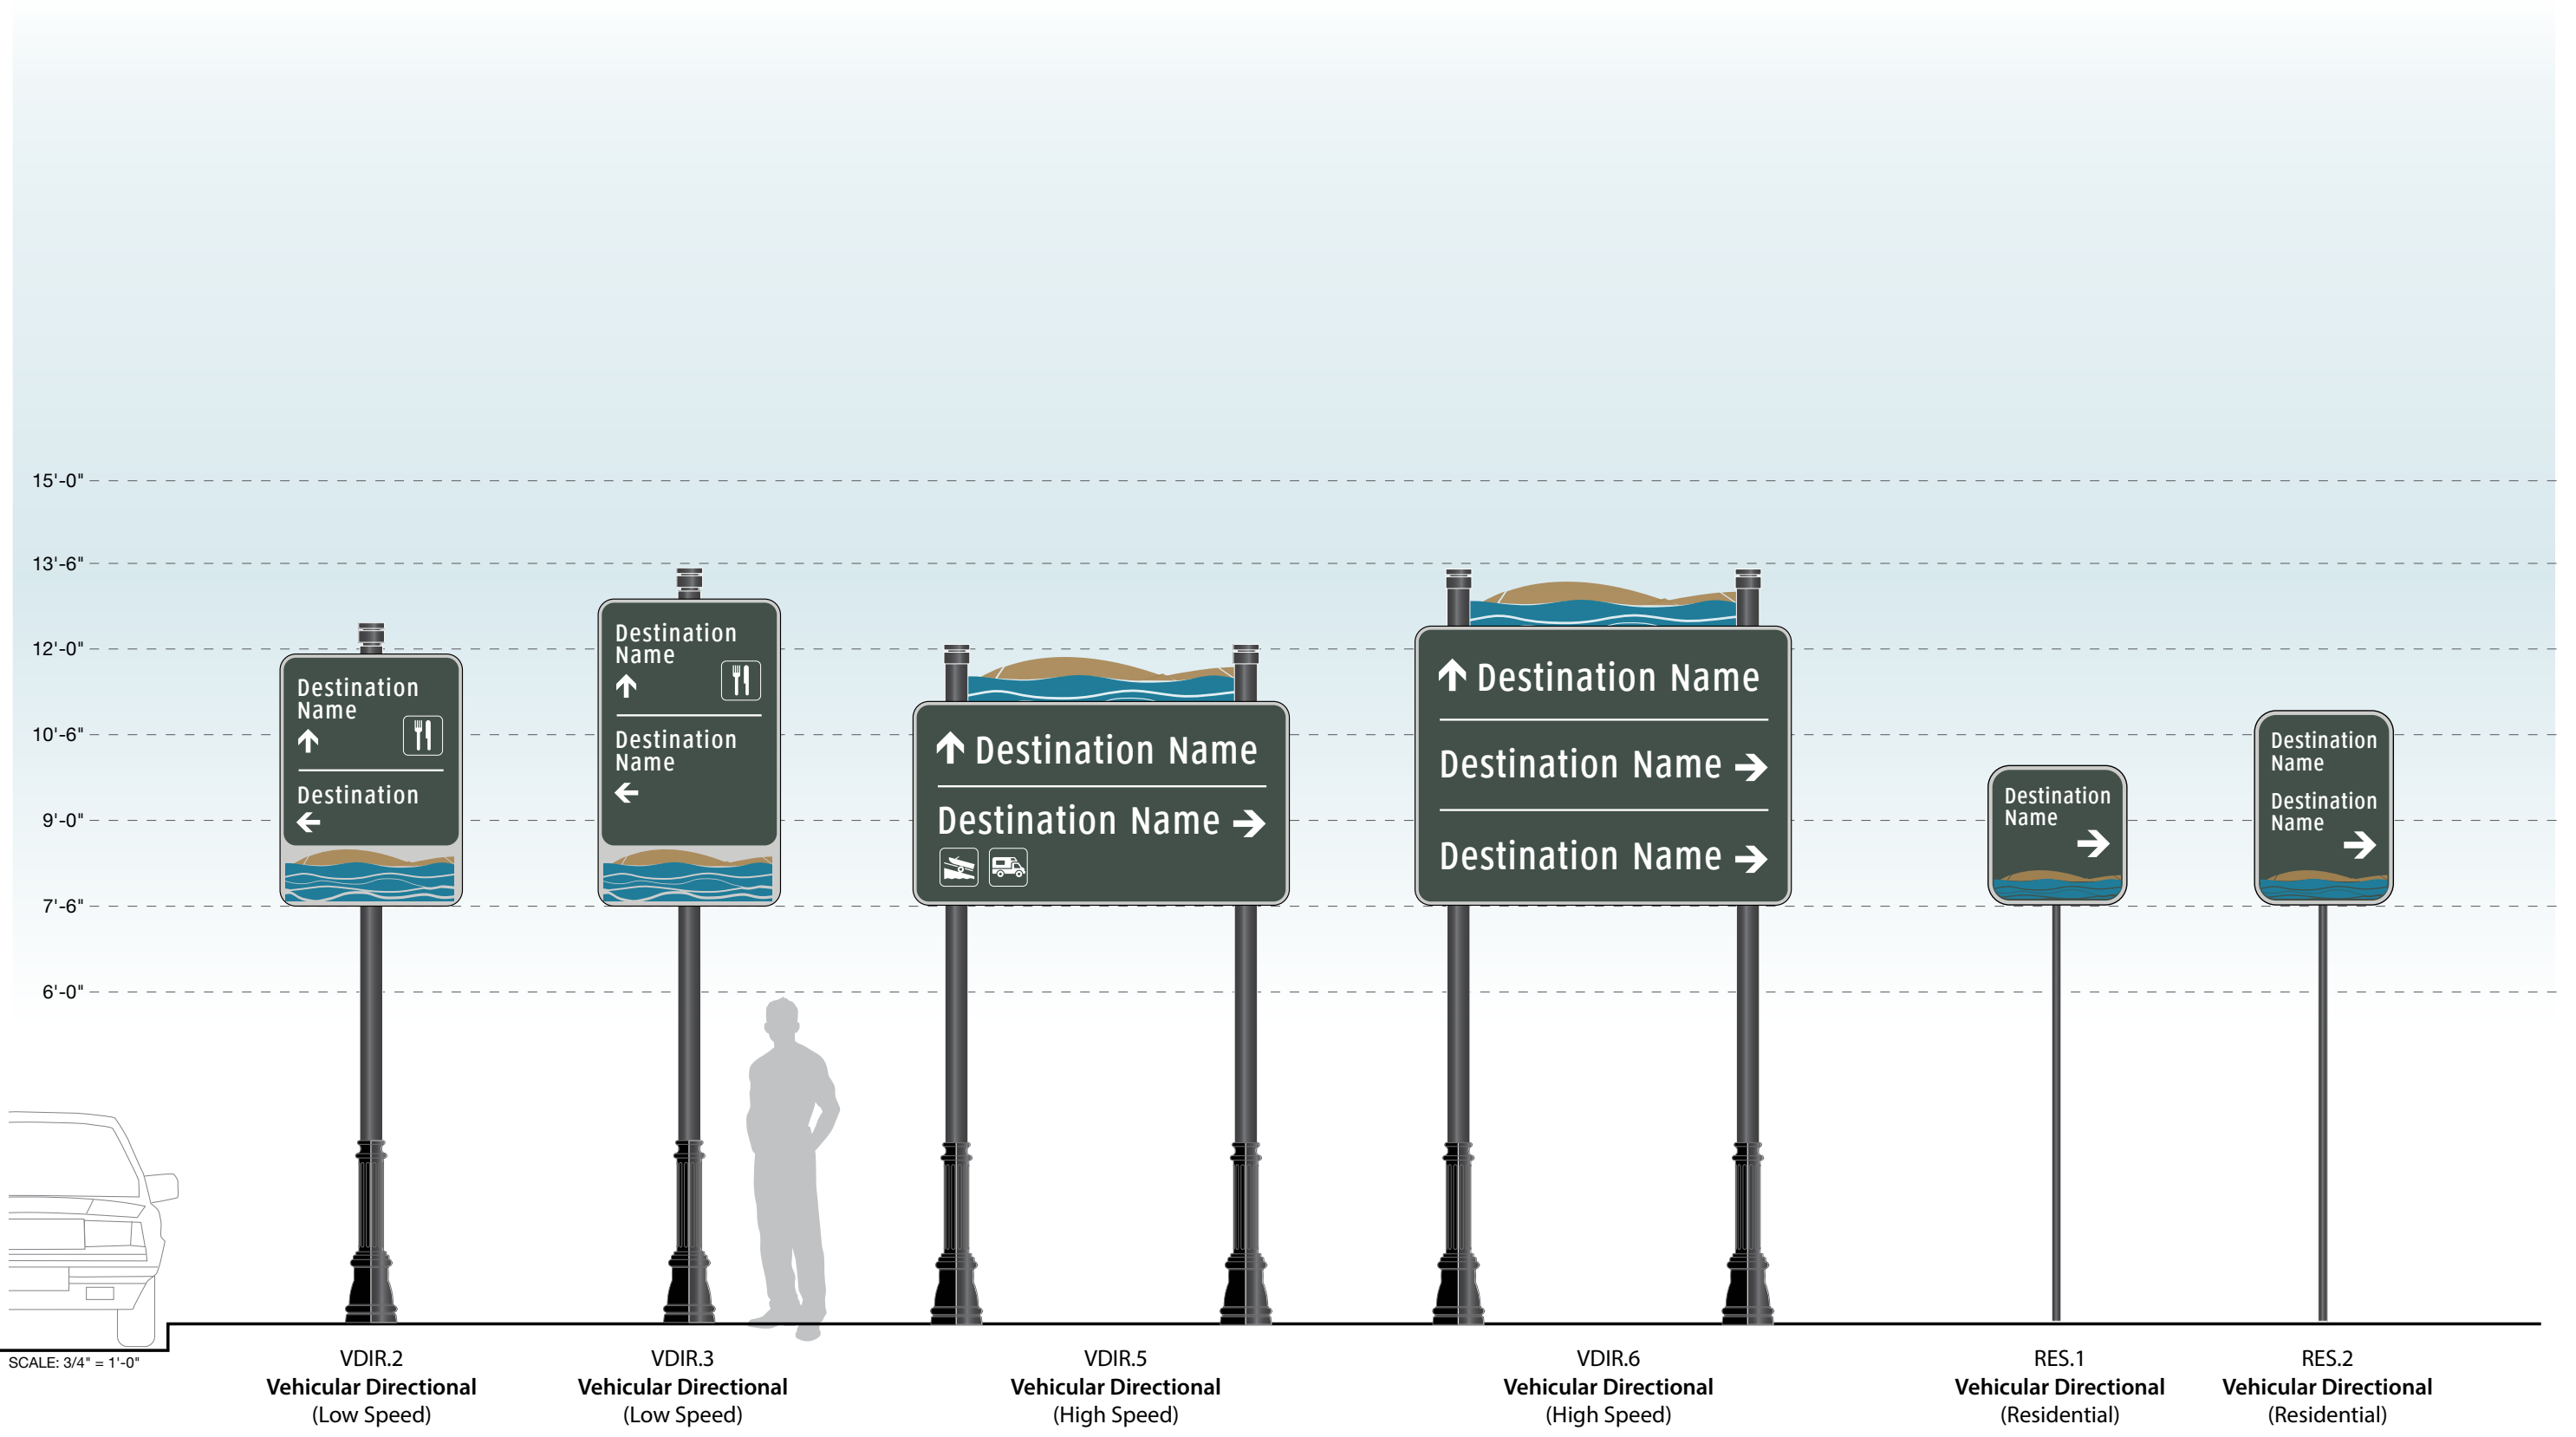 15'-0"
13'-6"
12'-0"
10'-6"
9'-0"
7'-6"
6'-0"
Destination
Name
Destination
Destination
Name
Destination
Name
Destination Name
Destination Name
Destination Name
Destination Name
Destination Name
Destination
Name
Destination
Name
Destination
Name
SCALE: 3/4" = 1'-0"
VDIR.2
Vehicular Directional
(Low Speed)
VDIR.3
Vehicular Directional
(Low Speed)
VDIR.5
Vehicular Directional
(High Speed)
VDIR.6
Vehicular Directional
(High Speed)
RES.1
Vehicular Directional
(Residential)
RES.2
Vehicular Directional
(Residential)